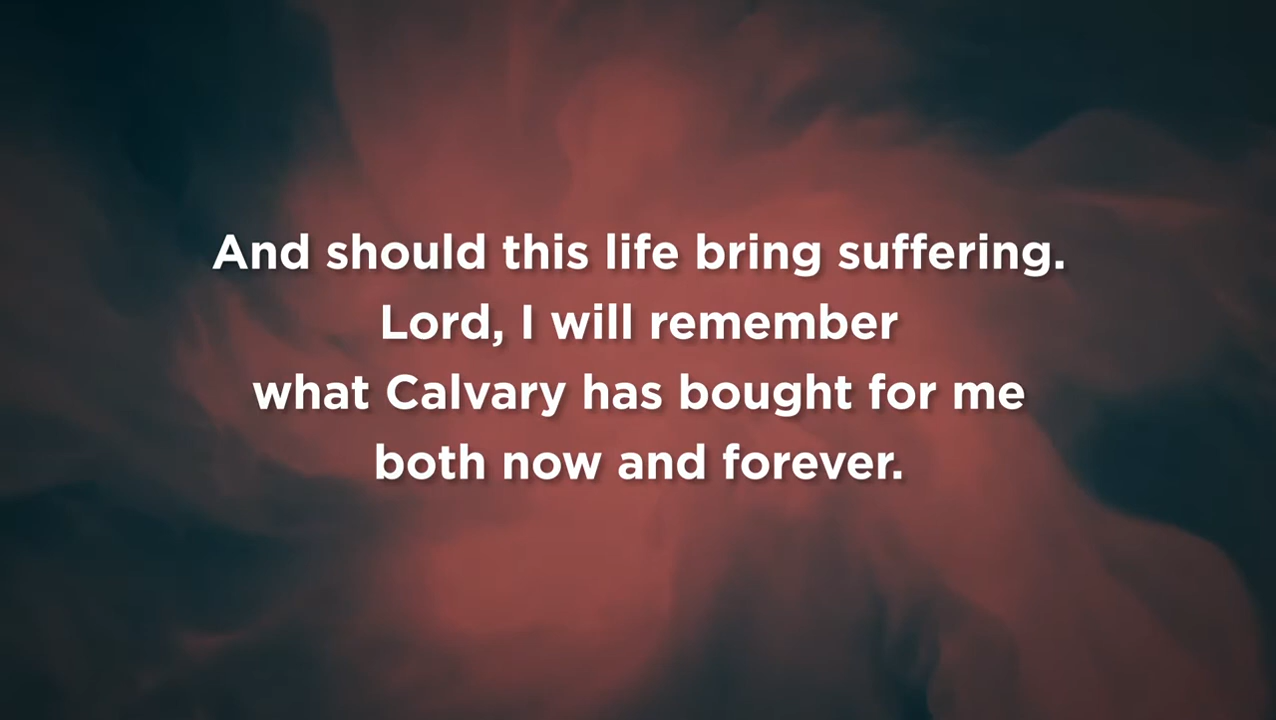 And should this life bring suffering.
Lord, I will remember
what Calvary has bought for me
both now and forever.